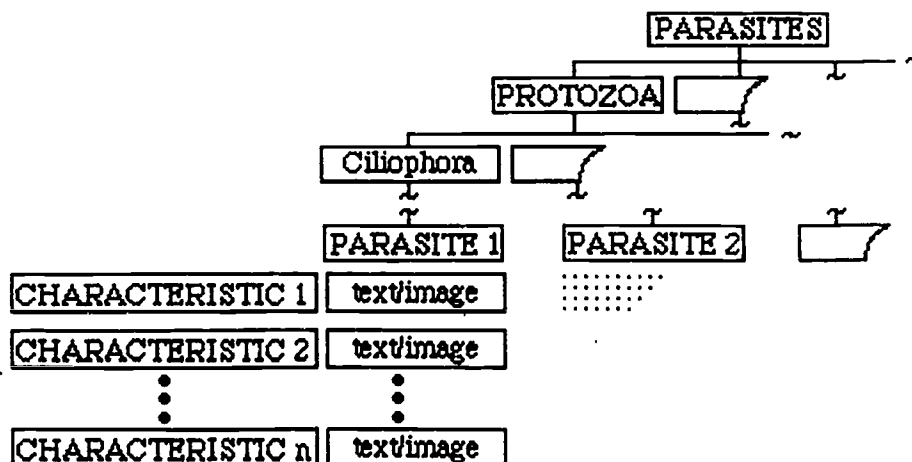 PARASITES
PROTOZOA
Ciliophora
PARASITE 1 PARASITE 2
CHARACTERISTIC 1 text/image
CHARACTERISTIC 2 text/image
CHARACTERISTIC n text/image